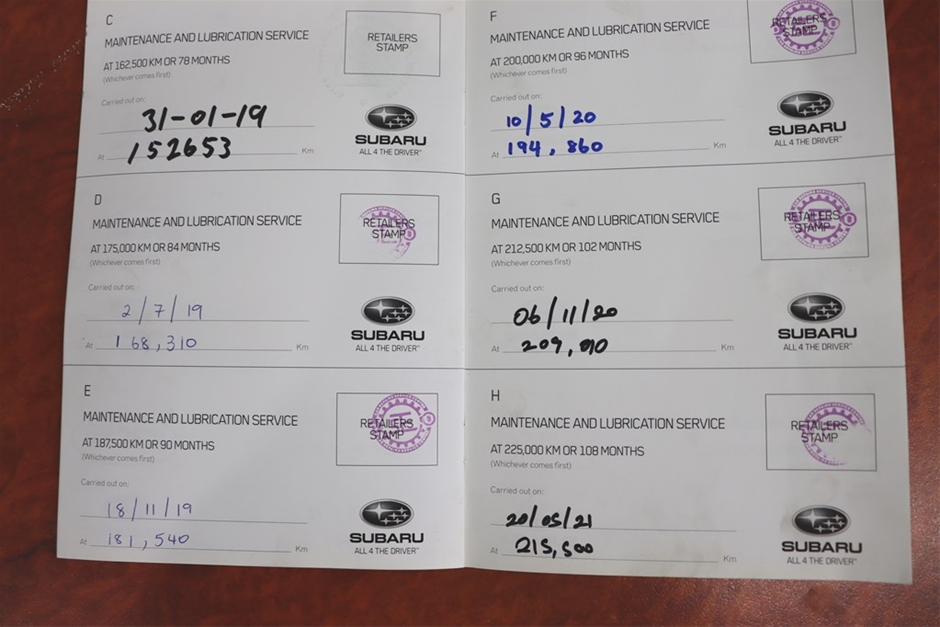 C
MAINTENANCE AND LUBRICATION SERVICE
AT 162,500 KM OR 78 MONTHS
(Whichever comes first)
RETAILERS
STAMP
Carried out on:
31-01-19
At 152653 Km
SUBARU
ALL 4 THE DRIVER™
D
MAINTENANCE AND LUBRICATION SERVICE
AT 175,000 KM OR 84 MONTHS
(Whichever comes first)
RETAILERS
STAMP
Carried out on:
2/7/19
At 168,310 Km
SUBARU
ALL 4 THE DRIVER™
E
MAINTENANCE AND LUBRICATION SERVICE
AT 187,500 KM OR 90 MONTHS
(Whichever comes first)
RETAILERS
STAMP
Carried out on:
18/11/19
At 181,540 Km
SUBARU
ALL 4 THE DRIVER™
F
MAINTENANCE AND LUBRICATION SERVICE
AT 200,000 KM OR 96 MONTHS
(Whichever comes first)
RETAILERS
STAMP
Carried out on:
10/5/20
At 194,860 Km
SUBARU
ALL 4 THE DRIVER™
G
MAINTENANCE AND LUBRICATION SERVICE
AT 212,500 KM OR 102 MONTHS
(Whichever comes first)
RETAILERS
STAMP
Carried out on:
06/11/20
At Km
SUBARU
ALL 4 THE DRIVER™
H
MAINTENANCE AND LUBRICATION SERVICE
AT 225,000 KM OR 108 MONTHS
(Whichever comes first)
RETAILERS
STAMP
Carried out on:
20/05/21
At 215,500 Km
SUBARU
ALL 4 THE DRIVER™